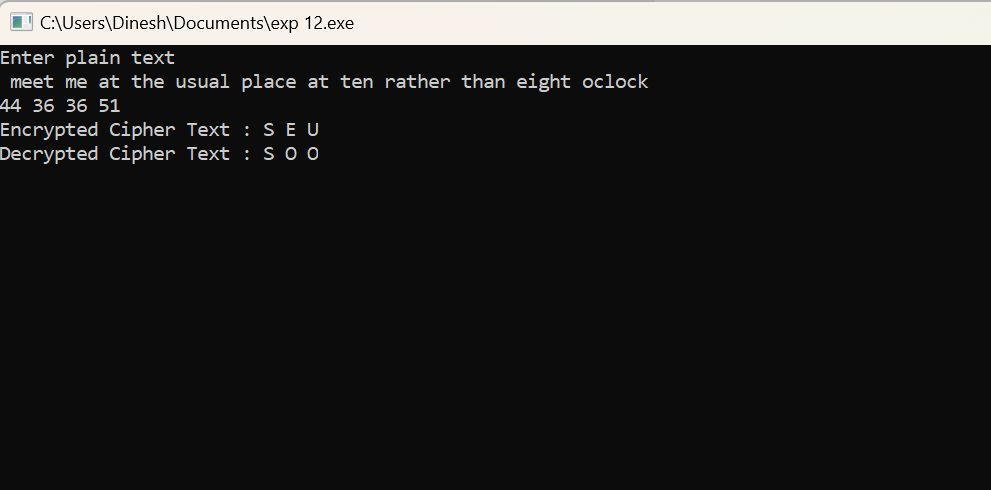 C:\Users\Dinesh\Documents\exp 12.exe
Enter plain text
 meet me at the usual place at ten rather than eight oclock
44 36 36 51
Encrypted Cipher Text : S E U
Decrypted Cipher Text : S O O